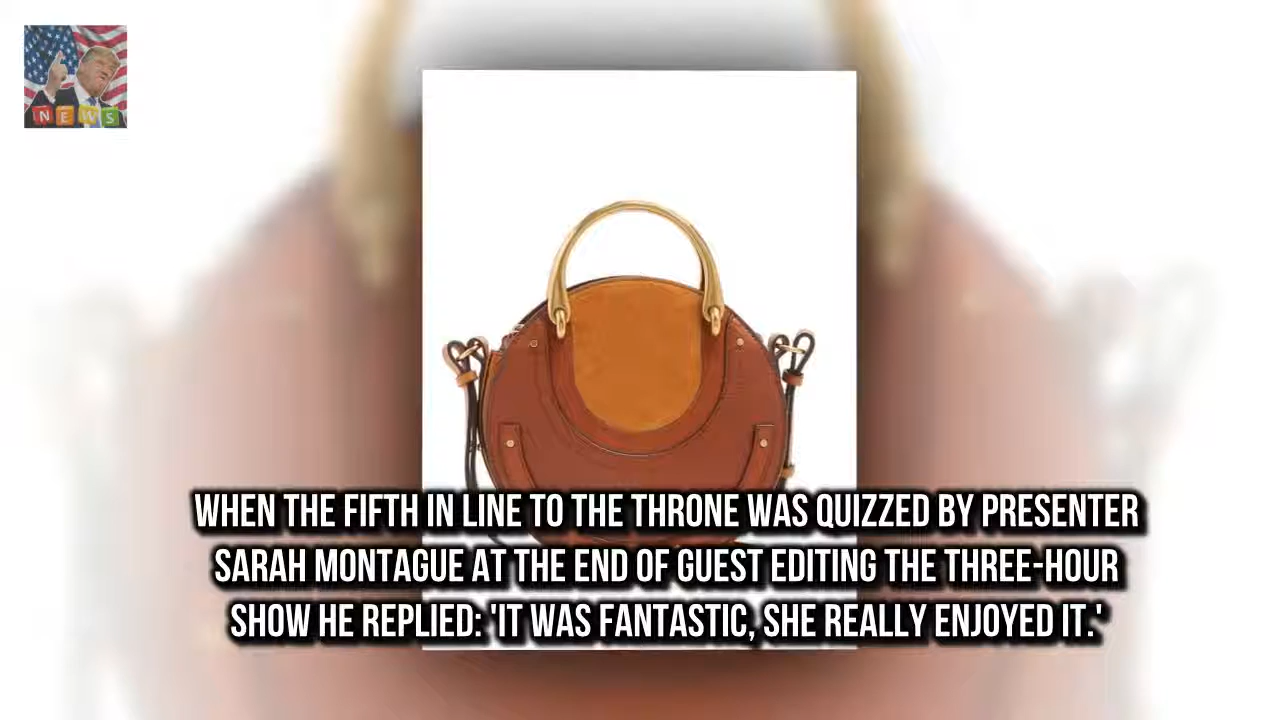 NEWS
WHEN THE FIFTH IN LINE TO THE THRONE WAS QUIZZED BY PRESENTER
SARAH MONTAGUE AT THE END OF GUEST EDITING THE THREE-HOUR
SHOW HE REPLIED: 'IT WAS FANTASTIC, SHE REALLY ENJOYED IT.'